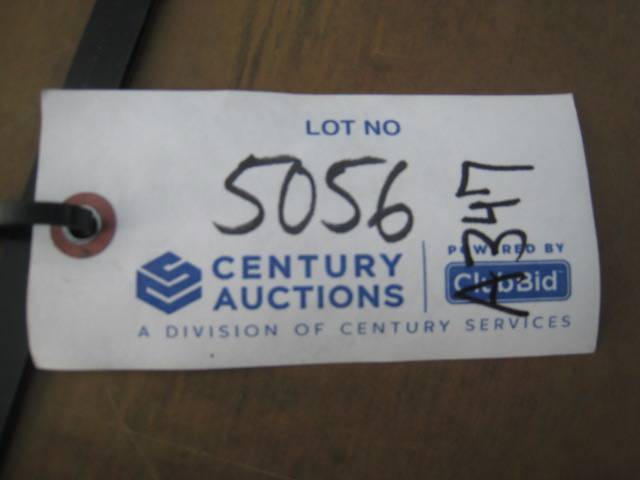 LOT NO
5056
A347
CENTURY
AUCTIONS
POWERED BY
ClubBid
A DIVISION OF CENTURY SERVICES